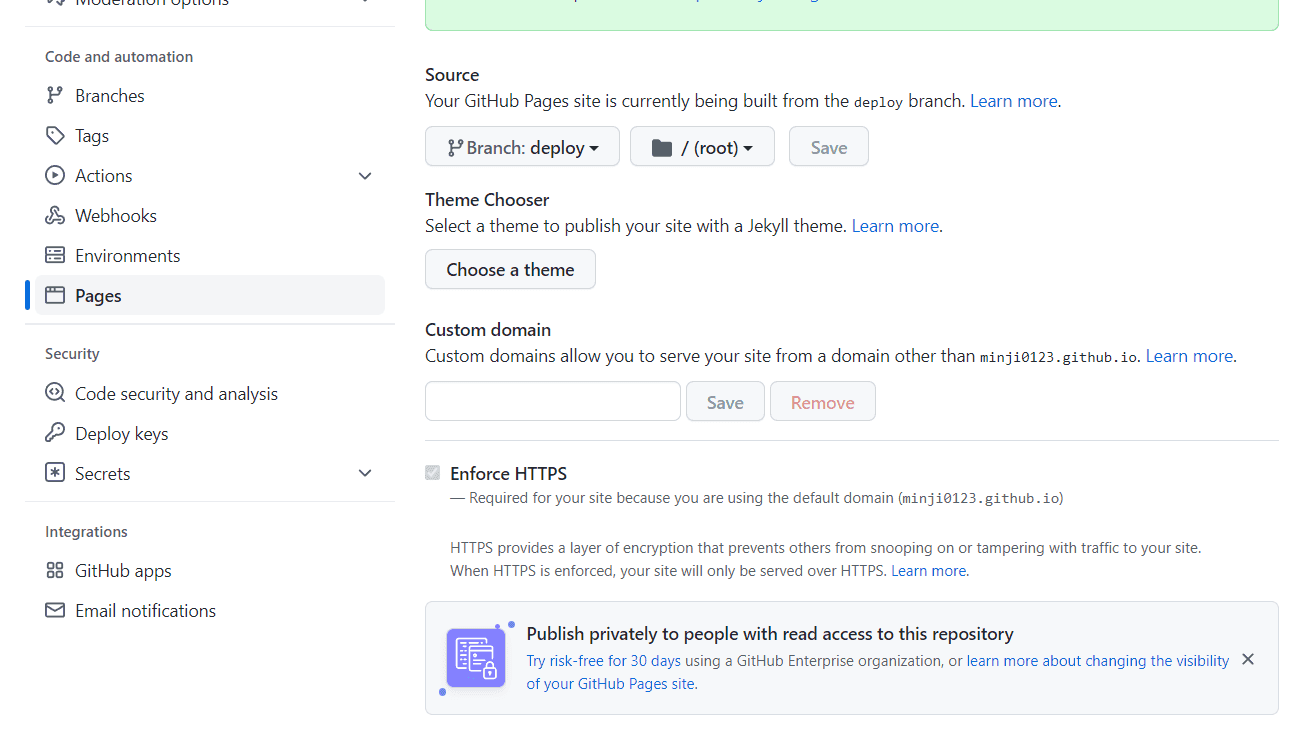 Moderation options
Code and automation
Branches
Tags
Actions
Webhooks
Environments
Pages
Security
Code security and analysis
Deploy keys
Secrets
Integrations
GitHub apps
Email notifications
Source
Your GitHub Pages site is currently being built from the deploy branch. Learn more.
Branch: deploy
/ (root)
Save
Theme Chooser
Select a theme to publish your site with a Jekyll theme. Learn more.
Choose a theme
Custom domain
Custom domains allow you to serve your site from a domain other than minji0123.github.io. Learn more.
Save
Remove
Enforce HTTPS
— Required for your site because you are using the default domain (minji0123.github.io)
HTTPS provides a layer of encryption that prevents others from snooping on or tampering with traffic to your site.
When HTTPS is enforced, your site will only be served over HTTPS. Learn more.
Publish privately to people with read access to this repository
Try risk-free for 30 days using a GitHub Enterprise organization, or learn more about changing the visibility
of your GitHub Pages site.